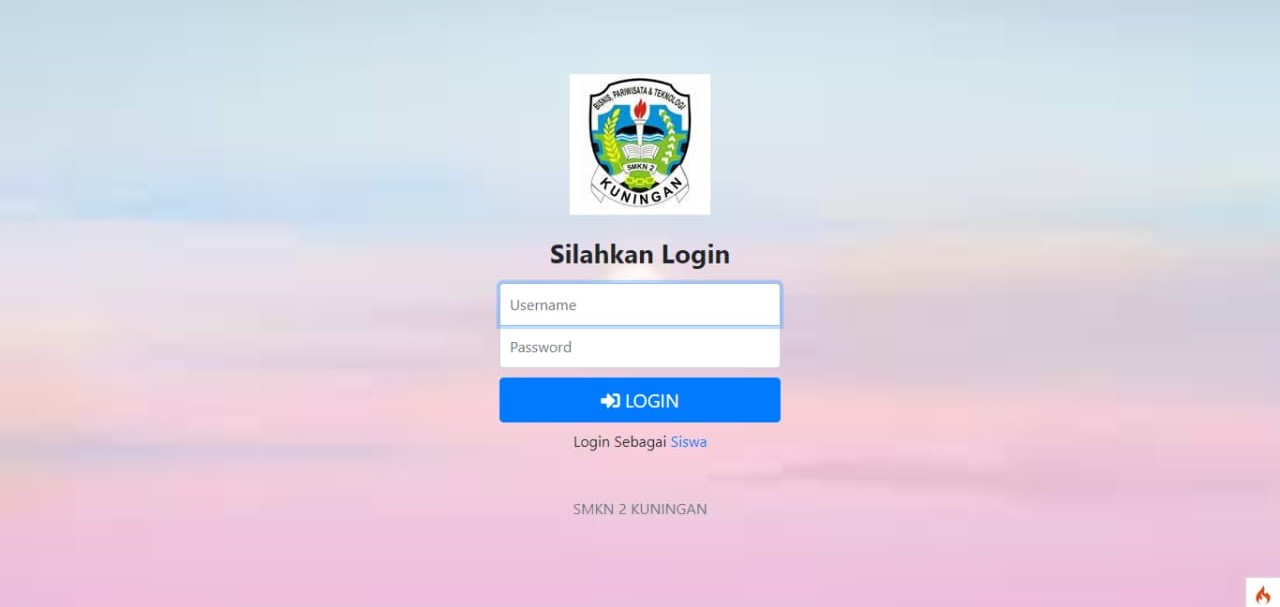 BISNIS, PARIWISATA & TEKNOLOGI
SMKN 2
KUNINGAN
Silahkan Login
Username
Password
LOGIN
Login Sebagai Siswa
SMKN 2 KUNINGAN